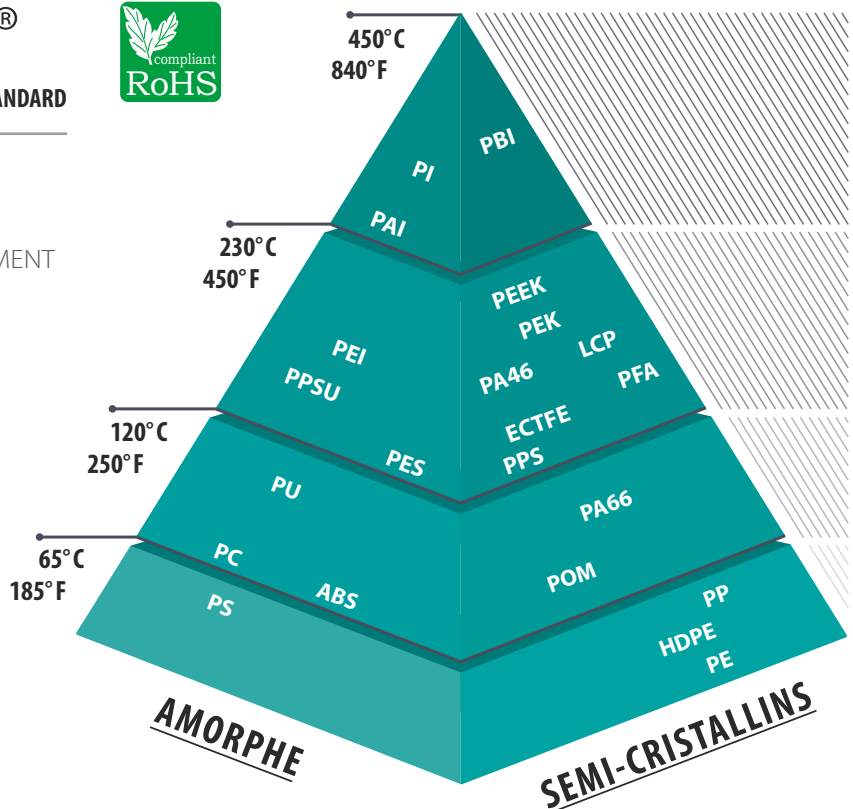 ®
compliant
RoHS
ANDARD
MENT
450°C
840°F
230°C
450°F
120°C
250°F
65°C
185°F
PI
PBI
PAI
PEEK
PEK
LCP
PEI
PPSU
PA46
PFA
ECTFE
PES
PPS
PU
PA66
PC
ABS
POM
PS
PP
HDPE
PE
AMORPHE
SEMI-CRISTALLINS